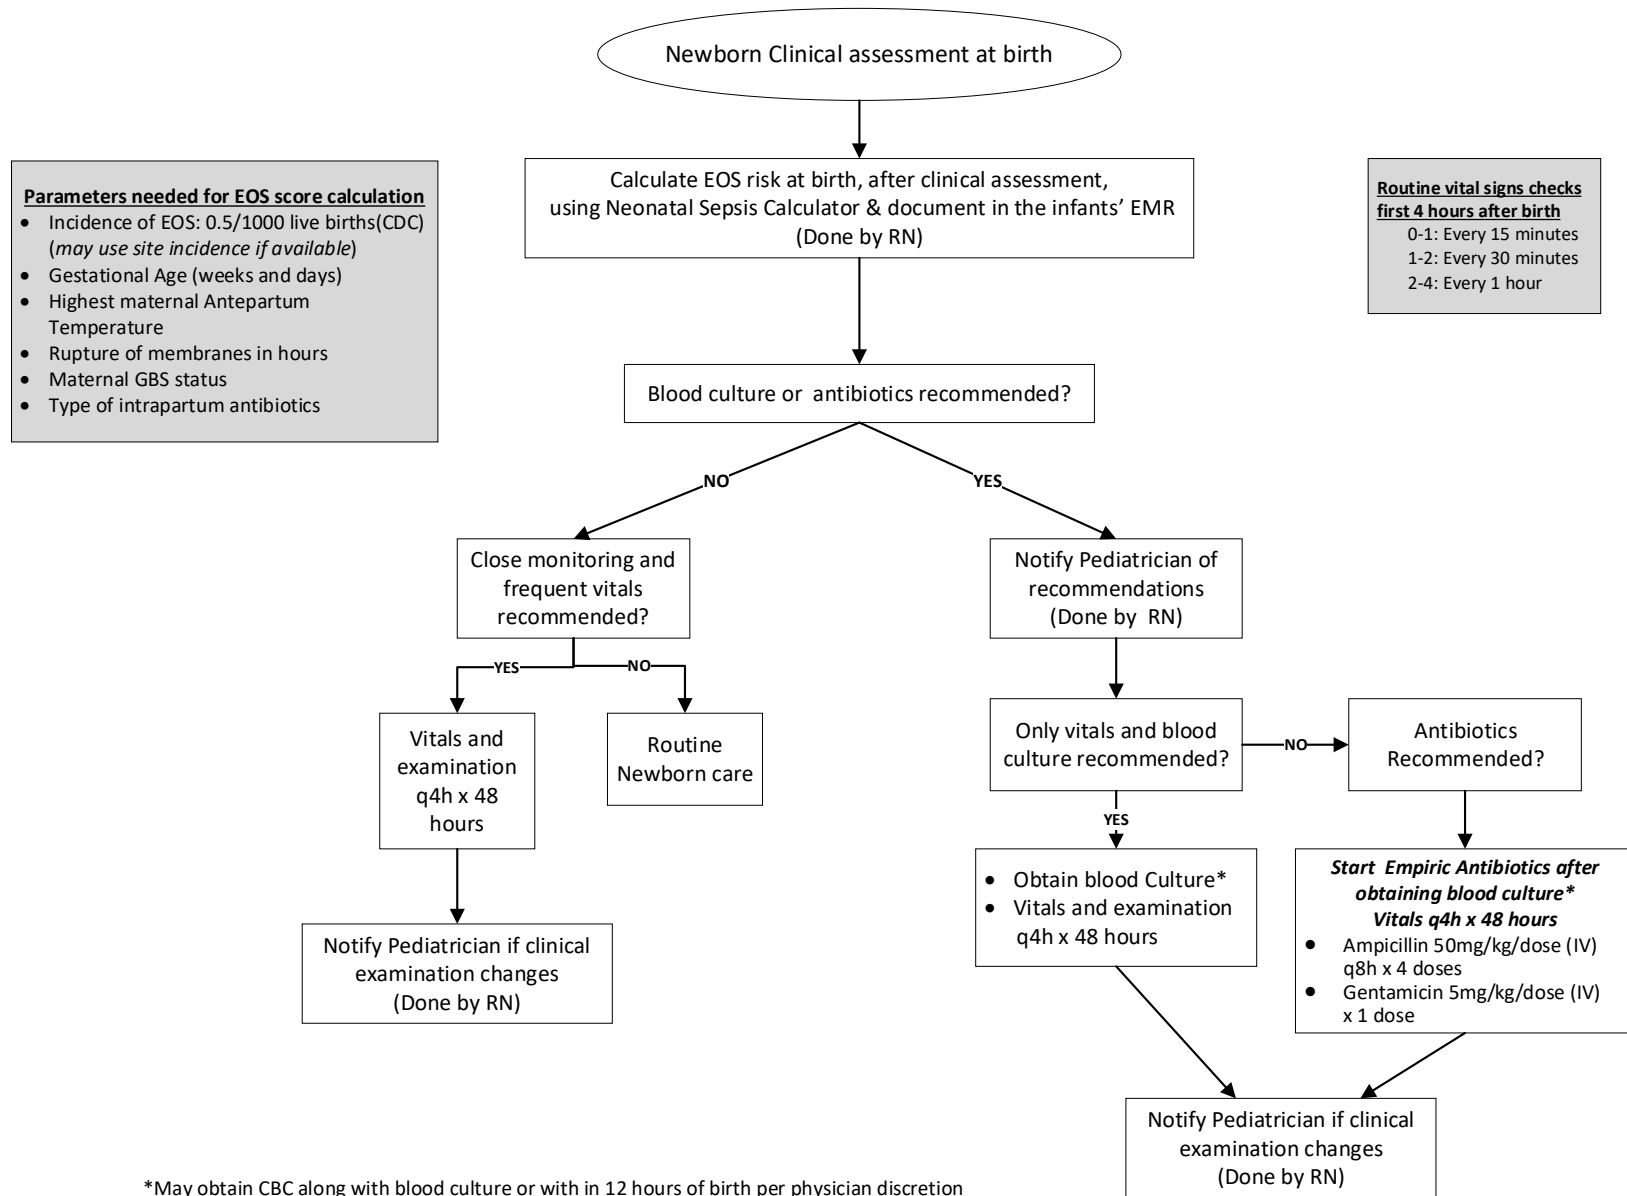 Newborn Clinical assessment at birth
Calculate EOS risk at birth, after clinical assessment,
using Neonatal Sepsis Calculator & document in the infants’ EMR
(Done by RN)
Parameters needed for EOS score calculation
• Incidence of EOS: 0.5/1000 live births(CDC)
(may use site incidence if available)
• Gestational Age (weeks and days)
• Highest maternal Antepartum
Temperature
• Rupture of membranes in hours
• Maternal GBS status
• Type of intrapartum antibiotics
Routine vital signs checks
first 4 hours after birth
0-1: Every 15 minutes
1-2: Every 30 minutes
2-4: Every 1 hour
Blood culture or antibiotics recommended?
NO
YES
Close monitoring and
frequent vitals
recommended?
Notify Pediatrician of
recommendations
(Done by RN)
YES
NO
Vitals and
examination
q4h x 48
hours
Routine
Newborn care
Only vitals and blood
culture recommended?
NO
Antibiotics
Recommended?
YES
Notify Pediatrician if clinical
examination changes
(Done by RN)
• Obtain blood Culture*
• Vitals and examination
q4h x 48 hours
Start Empiric Antibiotics after
obtaining blood culture*
Vitals q4h x 48 hours
• Ampicillin 50mg/kg/dose (IV)
q8h x 4 doses
• Gentamicin 5mg/kg/dose (IV)
x 1 dose
Notify Pediatrician if clinical
examination changes
(Done by RN)
*May obtain CBC along with blood culture or with in 12 hours of birth per physician discretion